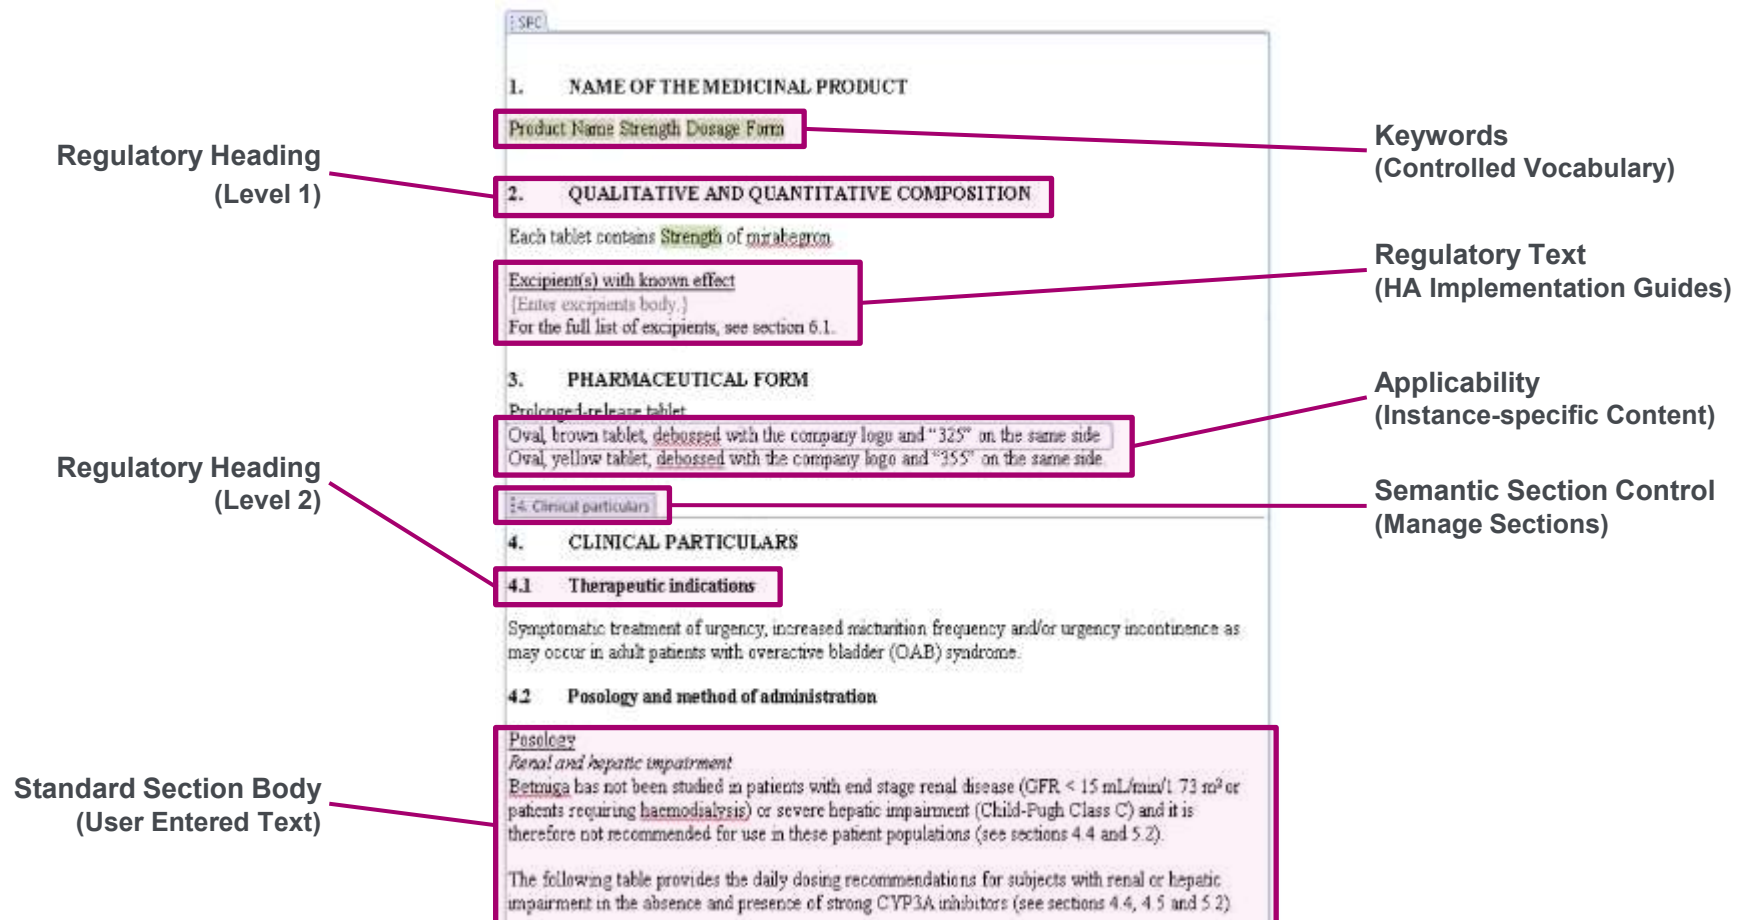 SPC
1. NAME OF THE MEDICINAL PRODUCT
Product Name Strength Dosage Form
Keywords
(Controlled Vocabulary)
Regulatory Heading
(Level 1)
2. QUALITATIVE AND QUANTITATIVE COMPOSITION
Each tablet contains Strength of mirabegron.
Regulatory Text
(HA Implementation Guides)
Excipient(s) with known effect
{Enter excipients body.}
For the full list of excipients, see section 6.1.
3. PHARMACEUTICAL FORM
Applicability
(Instance-specific Content)
Prolonged-release tablet
Oval, brown tablet, debossed with the company logo and “325” on the same side
Oval, yellow tablet, debossed with the company logo and “355” on the same side
Regulatory Heading
(Level 2)
Semantic Section Control
(Manage Sections)
4. Clinical particulars
4. CLINICAL PARTICULARS
4.1 Therapeutic indications
Symptomatic treatment of urgency, increased micturition frequency and/or urgency incontinence as
may occur in adult patients with overactive bladder (OAB) syndrome.
4.2 Posology and method of administration
Standard Section Body
(User Entered Text)
Posology
Renal and hepatic impairment
Betmiga has not been studied in patients with end stage renal disease (GFR < 15 mL/min/1.73 m² or
patients requiring haemodialysis) or severe hepatic impairment (Child-Pugh Class C) and it is
therefore not recommended for use in these patient populations (see sections 4.4 and 5.2).
The following table provides the daily dosing recommendations for subjects with renal or hepatic
impairment in the absence and presence of strong CYP3A inhibitors (see sections 4.4, 4.5 and 5.2)